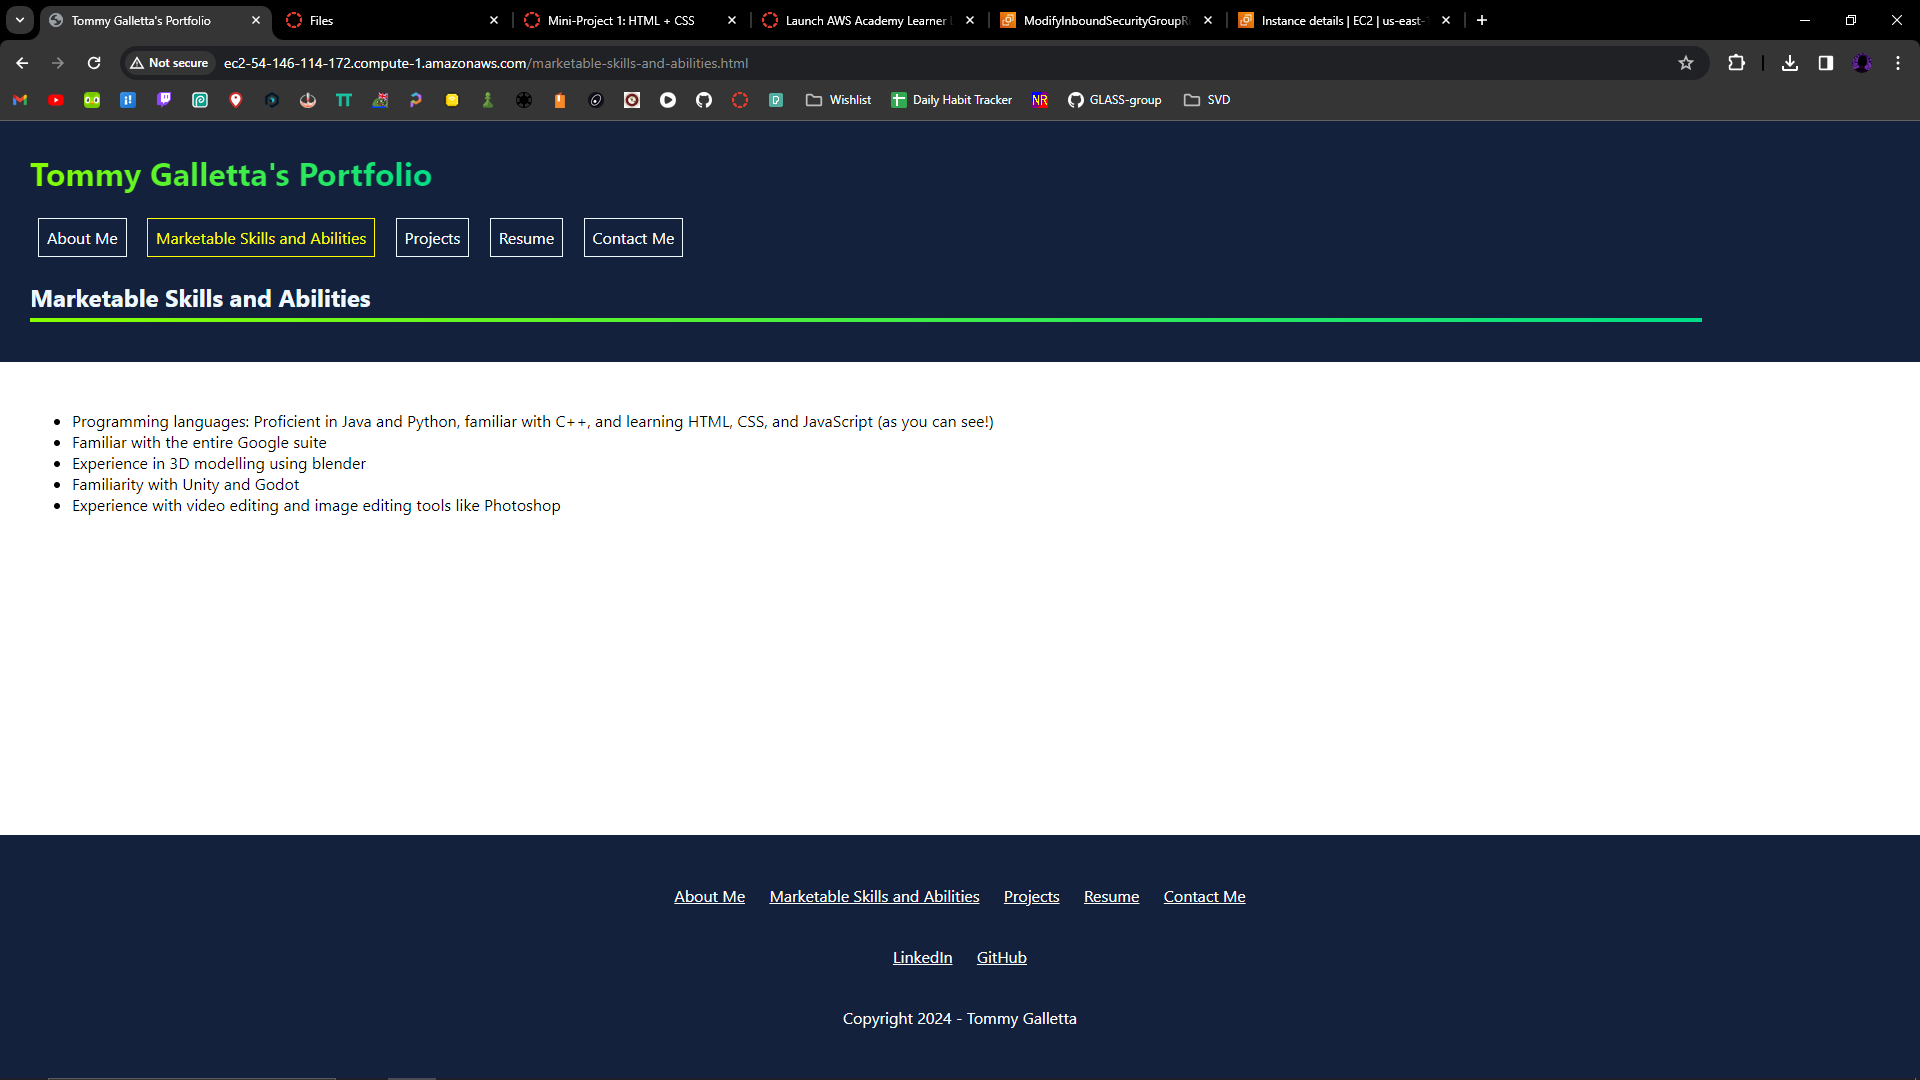 Tommy Galletta's Portfolio
Files
Mini-Project 1: HTML + CSS
Launch AWS Academy Learner
ModifyInboundSecurityGroupR
Instance details | EC2 | us-east-
Not secure
ec2-54-146-114-172.compute-1.amazonaws.com/marketable-skills-and-abilities.html
TT
Wishlist
Daily Habit Tracker
NR
GLASS-group
SVD
Tommy Galletta's Portfolio
About Me
Marketable Skills and Abilities
Projects
Resume
Contact Me
Marketable Skills and Abilities
Programming languages: Proficient in Java and Python, familiar with C++, and learning HTML, CSS, and JavaScript (as you can see!)
Familiar with the entire Google suite
Experience in 3D modelling using blender
Familiarity with Unity and Godot
Experience with video editing and image editing tools like Photoshop
About Me
Marketable Skills and Abilities
Projects
Resume
Contact Me
LinkedIn
GitHub
Copyright 2024 - Tommy Galletta